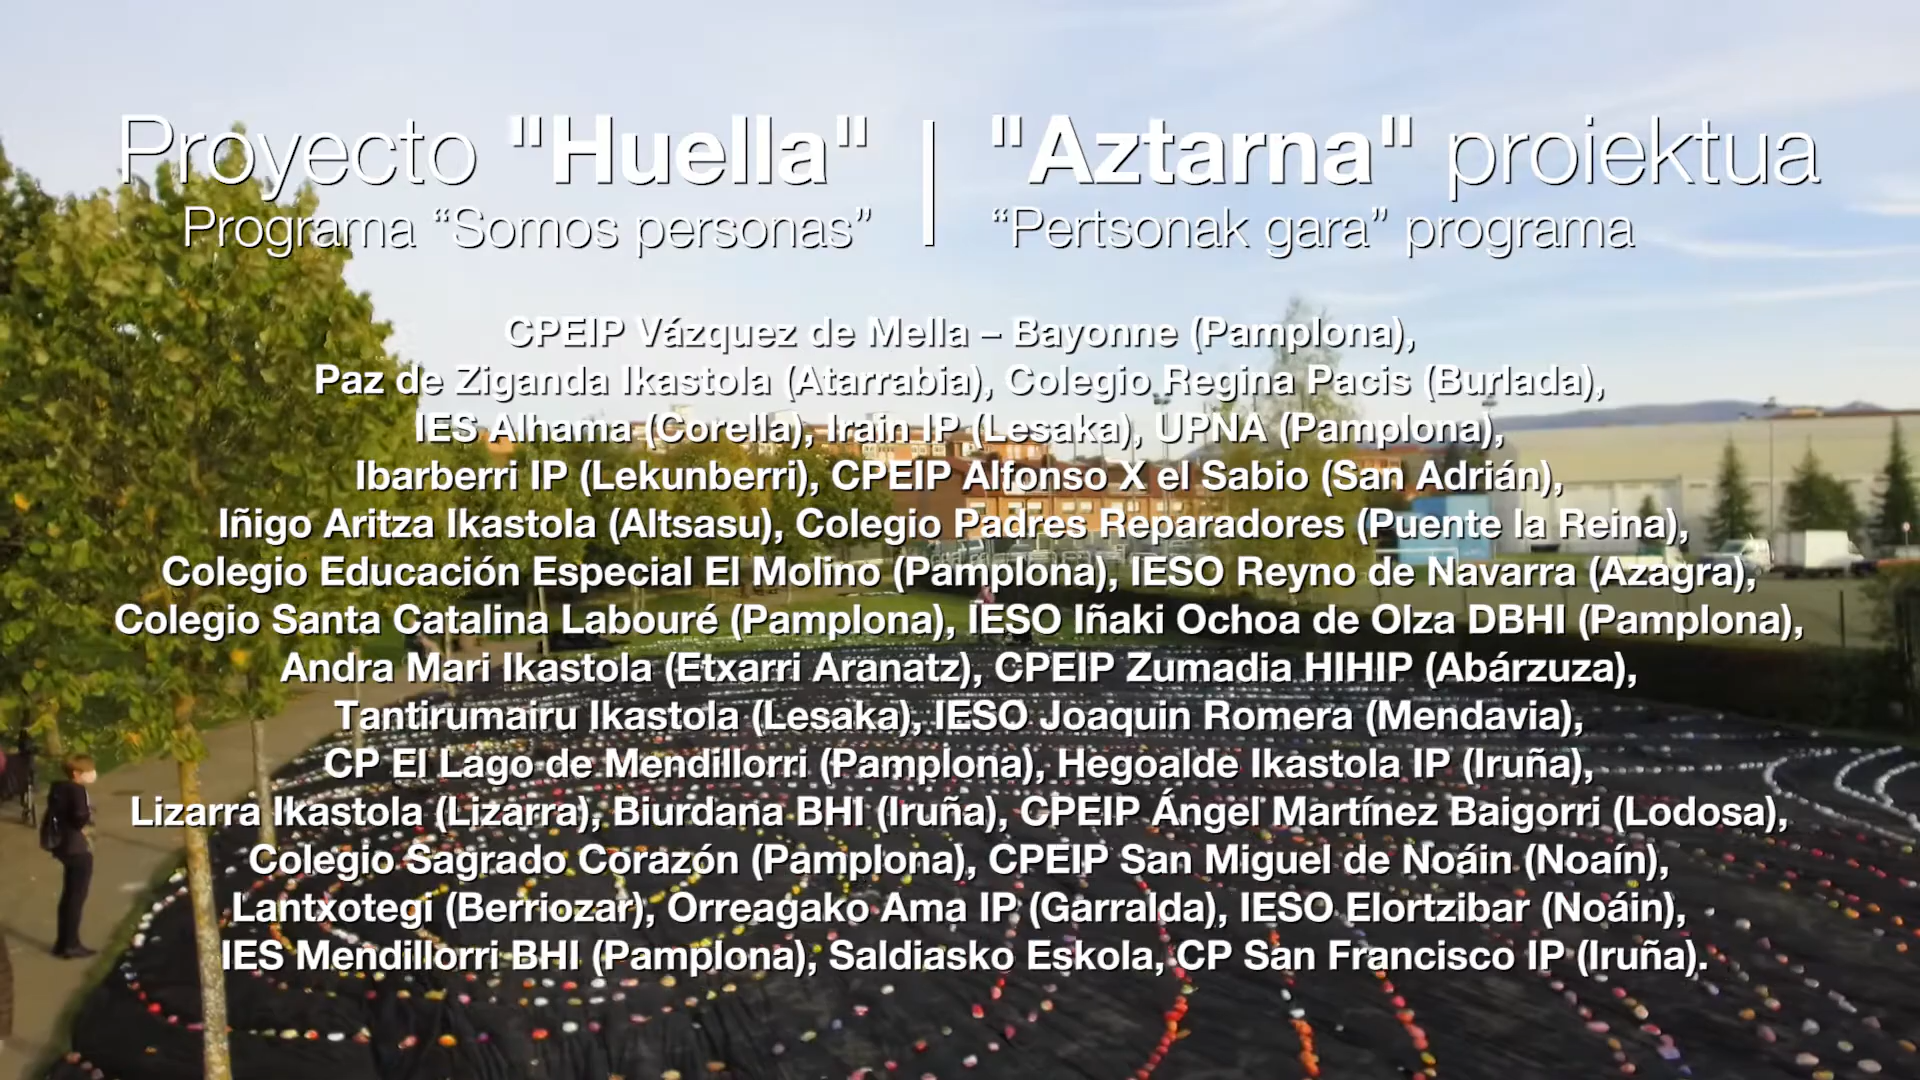 Proyecto "Huella" | "Aztarna" proiektua
Programa “Somos personas” “Pertsonak gara” programa
CPEIP Vázquez de Mella – Bayonne (Pamplona),
Paz de Ziganda Ikastola (Atarrabia), Colegio Regina Pacis (Burlada),
IES Alhama (Corella), Irain IP (Lesaka), UPNA (Pamplona),
Ibarberri IP (Lekunberri), CPEIP Alfonso X el Sabio (San Adrián),
Iñigo Aritza Ikastola (Altsasu), Colegio Padres Reparadores (Puente la Reina),
Colegio Educación Especial El Molino (Pamplona), IESO Reyno de Navarra (Azagra),
Colegio Santa Catalina Labouré (Pamplona), IESO Iñaki Ochoa de Olza DBHI (Pamplona),
Andra Mari Ikastola (Etxarri Aranatz), CPEIP Zumadia HIHIP (Abárzuza),
Tantirumairu Ikastola (Lesaka), IESO Joaquin Romera (Mendavia),
CP El Lago de Mendillorri (Pamplona), Hegoalde Ikastola IP (Iruña),
Lizarra Ikastola (Lizarra), Biurdana BHI (Iruña), CPEIP Ángel Martínez Baigorri (Lodosa),
Colegio Sagrado Corazón (Pamplona), CPEIP San Miguel de Noáin (Noaín),
Lantxotegi (Berriozar), Orreagako Ama IP (Garralda), IESO Elortzibar (Noáin),
IES Mendillorri BHI (Pamplona), Saldiasko Eskola, CP San Francisco IP (Iruña).